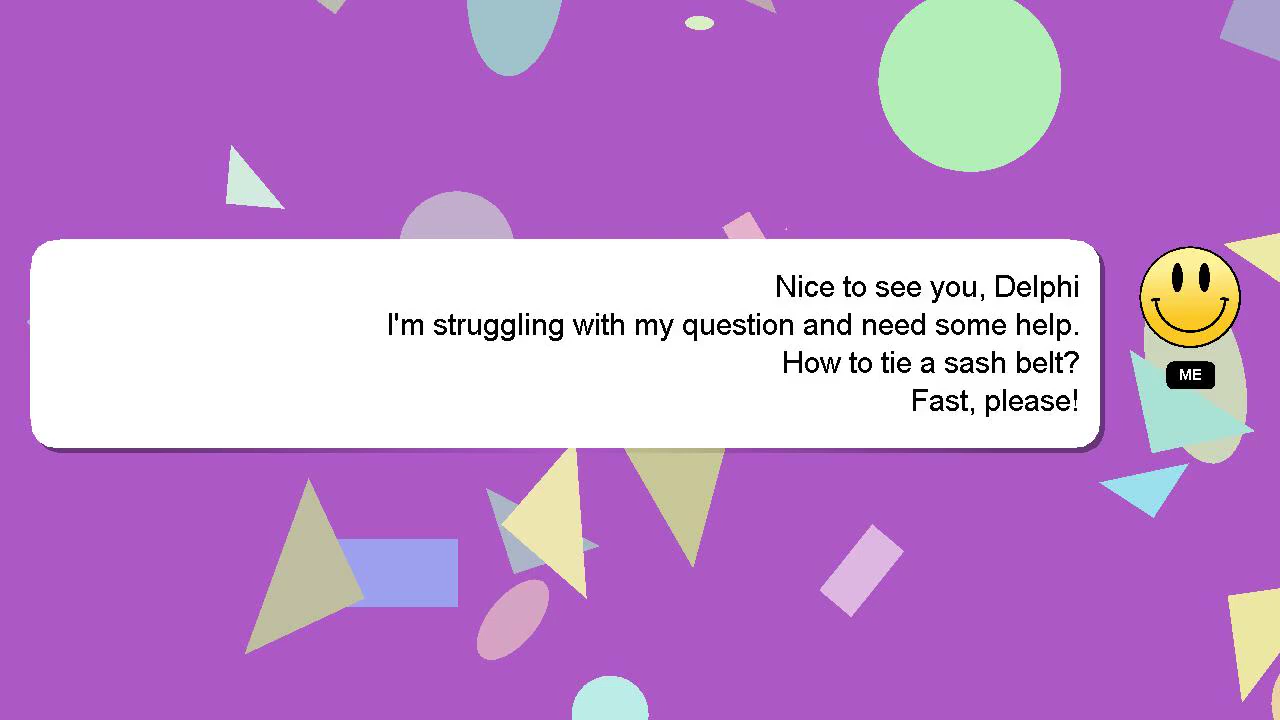 Nice to see you, Delphi
I'm struggling with my question and need some help.
How to tie a sash belt?
Fast, please!
ME